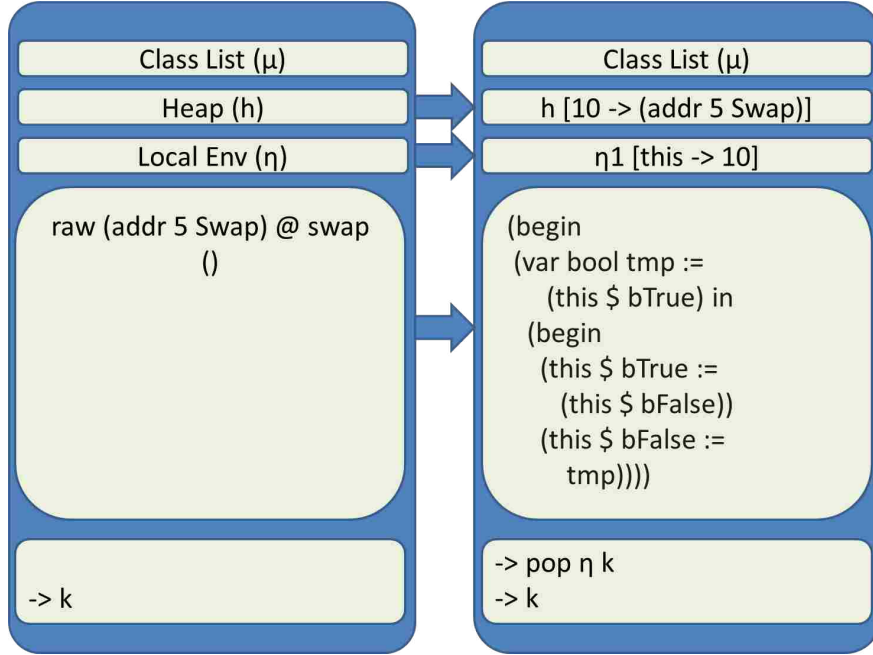 Class List (μ)
Heap (h)
Local Env (η)
raw (addr 5 Swap) @ swap
()
-> k
Class List (μ)
h [10 -> (addr 5 Swap)]
η1 [this -> 10]
(begin
(var bool tmp :=
(this $ bTrue) in
(begin
(this $ bTrue :=
(this $ bFalse))
(this $ bFalse :=
tmp))))
-> pop η k
-> k